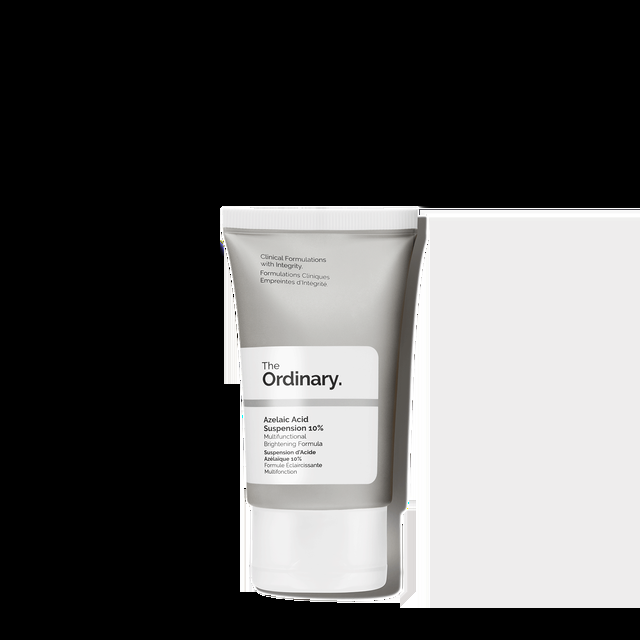 Clinical Formulations
with Integrity.
Formulations Cliniques
Empreintes d'Intégrité
The
Ordinary.
Azelaic Acid
Suspension 10%
Multifunctional
Brightening Formula
Suspension d'Acide
Azélaïque 10%
Formule Éclaircissante
Multifonction